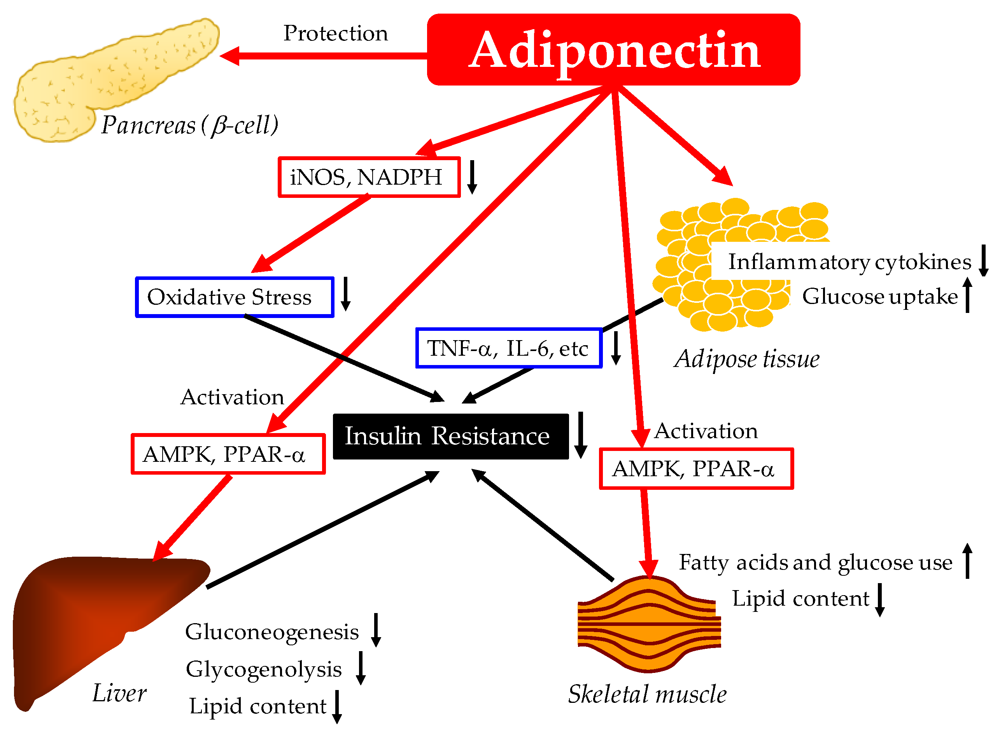 Protection
Adiponectin
Pancreas (β-cell)
iNOS, NADPH
Inflammatory cytokines
Glucose uptake
Oxidative Stress
TNF-α, IL-6, etc
Adipose tissue
Activation
Insulin Resistance
Activation
AMPK, PPAR-α
AMPK, PPAR-α
Fatty acids and glucose use
Lipid content
Gluconeogenesis
Glycogenolysis
Lipid content
Liver
Skeletal muscle